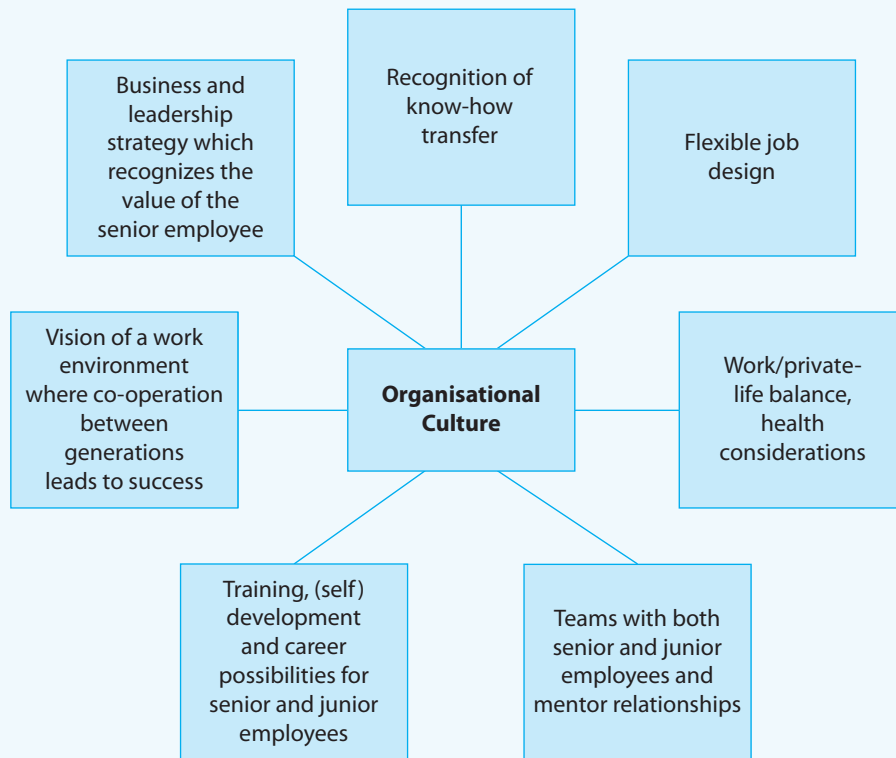 Business and
leadership
strategy which
recognizes the
value of the
senior employee
Recognition of
know-how
transfer
Flexible job
design
Vision of a work
environment
where co-operation
between
generations
leads to success
Organisational
Culture
Work/private-
life balance,
health
considerations
Training, (self)
development
and career
possibilities for
senior and junior
employees
Teams with both
senior and junior
employees and
mentor relationships